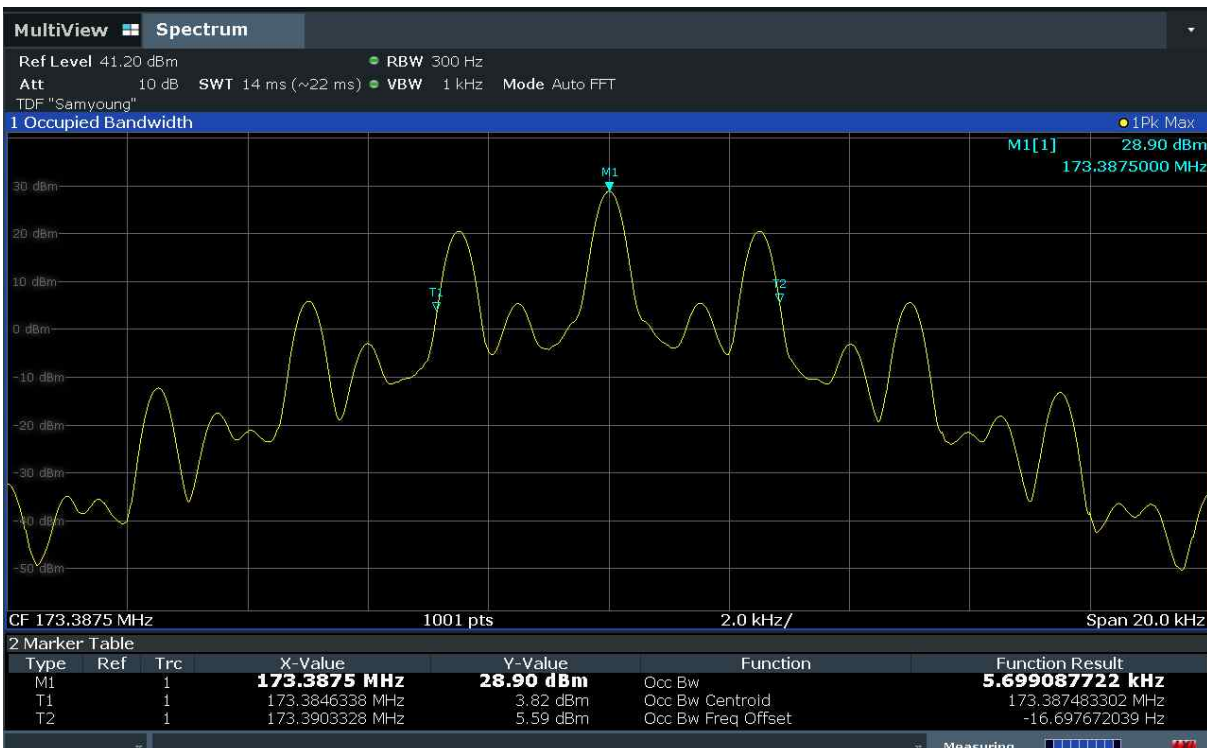 MultiView Spectrum
Ref Level 41.20 dBm RBW 300 Hz
Att 10 dB SWT 14 ms (~22 ms) VBW 1 kHz Mode Auto FFT
TDF "Samyoung"
1 Occupied Bandwidth 1Pk Max
M1[1] 28.90 dBm
173.3875000 MHz
M1
30 dBm
20 dBm
10 dBm
T1
T2
0 dBm
-10 dBm
-20 dBm
-30 dBm
-40 dBm
-50 dBm
CF 173.3875 MHz 1001 pts 2.0 kHz/ Span 20.0 kHz
2 Marker Table
Type Ref Trc X-Value Y-Value Function Function Result
M1 1 173.3875 MHz 28.90 dBm Occ Bw 5.699087722 kHz
T1 1 173.3846338 MHz 3.82 dBm Occ Bw Centroid 173.387483302 MHz
T2 1 173.3903328 MHz 5.59 dBm Occ Bw Freq Offset -16.697672039 Hz
Measuring